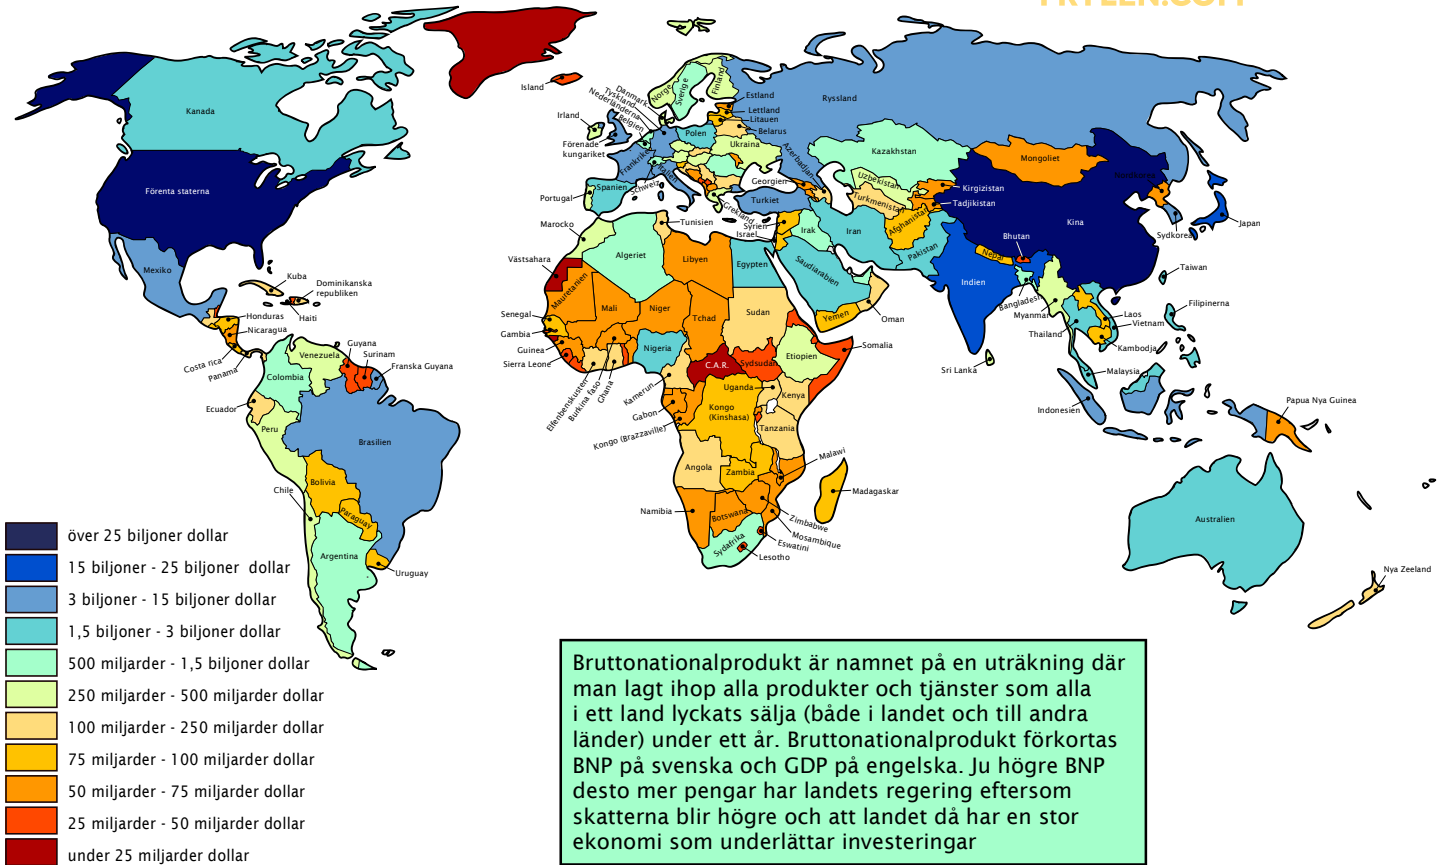 Kanada
Förenta staterna
Mexiko
Kuba
Dominikanska
republiken
Haiti
Honduras
Nicaragua
Costa rica
Panama
Venezuela
Guyana
Surinam
Franska Guyana
Colombia
Ecuador
Peru
Brasilien
Bolivia
Paraguay
Chile
Argentina
Uruguay
Island
Norge
Sverige
Finland
Danmark
Tyskland
Nederländerna
Belgien
Irland
Förenade
kungariket
Frankrike
Schweiz
Italien
Spanien
Portugal
Polen
Estland
Lettland
Litauen
Belarus
Ukraina
Grekland
Ryssland
Azerbadjan
Georgien
Turkiet
Syrien
Israel
Irak
Iran
Saudiarabien
Yemen
Oman
Kazakhstan
Uzbekistan
Turkmenistan
Kirgizistan
Tadjikistan
Afghanistan
Pakistan
Mongoliet
Nordkorea
Sydkorea
Japan
Kina
Taiwan
Filipinerna
Nepal
Bhutan
Indien
Bangladesh
Myanmar
Sri Lanka
Thailand
Laos
Vietnam
Kambodja
Malaysia
Indonesien
Papua Nya Guinea
Australien
Nya Zeeland
Marocko
Västsahara
Algeriet
Tunisien
Libyen
Egypten
Mauretanien
Mali
Niger
Tchad
Sudan
Senegal
Gambia
Guinea
Sierra Leone
Elfenbenskusten
Burkina faso
Ghana
Nigeria
Kamerun
C.A.R.
Sydsudan
Etiopien
Somalia
Uganda
Kenya
Gabon
Kongo (Brazzaville)
Kongo
(Kinshasa)
Tanzania
Angola
Zambia
Malawi
Madagaskar
Namibia
Botswana
Zimbabwe
Mosambique
Eswatini
Lesotho
Sydafrika
över 25 biljoner dollar
15 biljoner - 25 biljoner dollar
3 biljoner - 15 biljoner dollar
1,5 biljoner - 3 biljoner dollar
500 miljarder - 1,5 biljoner dollar
250 miljarder - 500 miljarder dollar
100 miljarder - 250 miljarder dollar
75 miljarder - 100 miljarder dollar
50 miljarder - 75 miljarder dollar
25 miljarder - 50 miljarder dollar
under 25 miljarder dollar
Bruttonationalprodukt är namnet på en uträkning där
man lagt ihop alla produkter och tjänster som alla
i ett land lyckats sälja (både i landet och till andra
länder) under ett år. Bruttonationalprodukt förkortas
BNP på svenska och GDP på engelska. Ju högre BNP
desto mer pengar har landets regering eftersom
skatterna blir högre och att landet då har en stor
ekonomi som underlättar investeringar